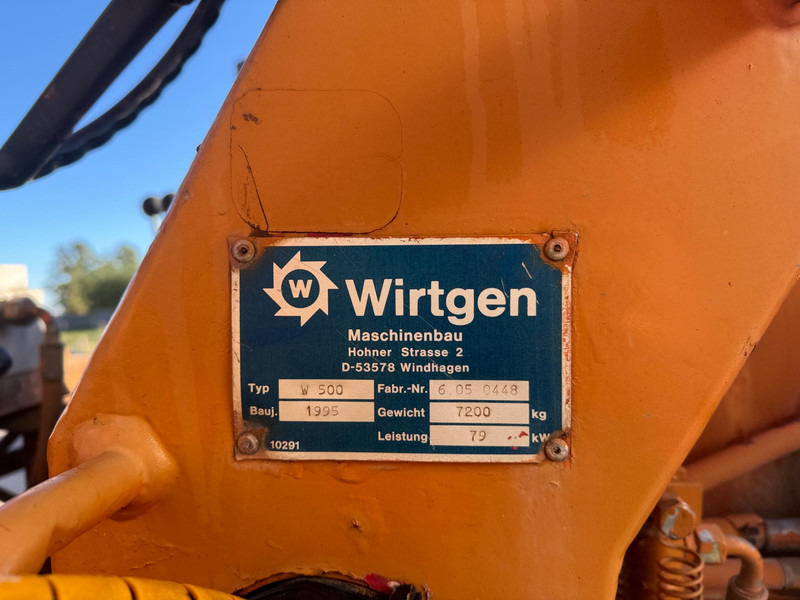 W Wirtgen
Maschinenbau
Hohner Strasse 2
D-53578 Windhagen
Typ W 500 Fabr.-Nr. 6.05 0448
Bauj. 1995 Gewicht 7200 kg
Leistung 79 kW
10291